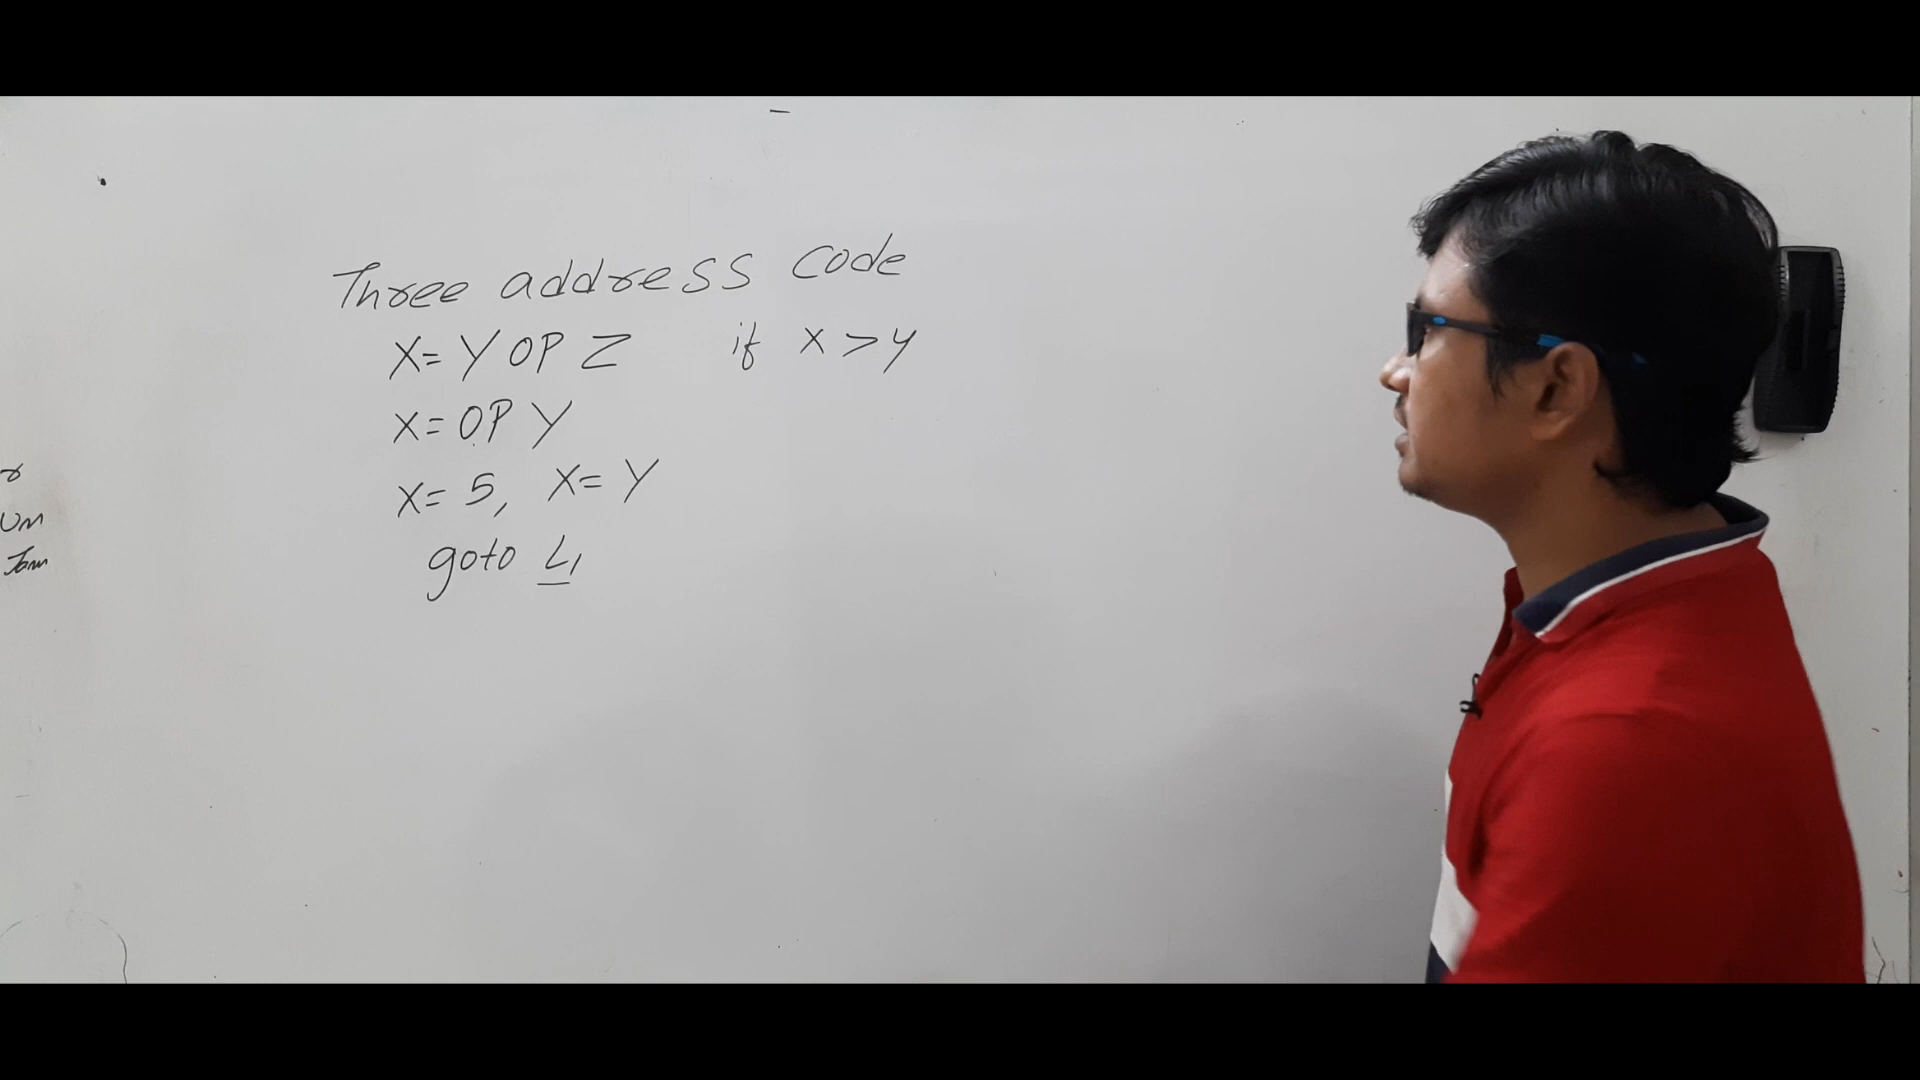 Three address code
X = Y OP Z if x > y
X = OP Y
X = 5, X = Y
goto L1